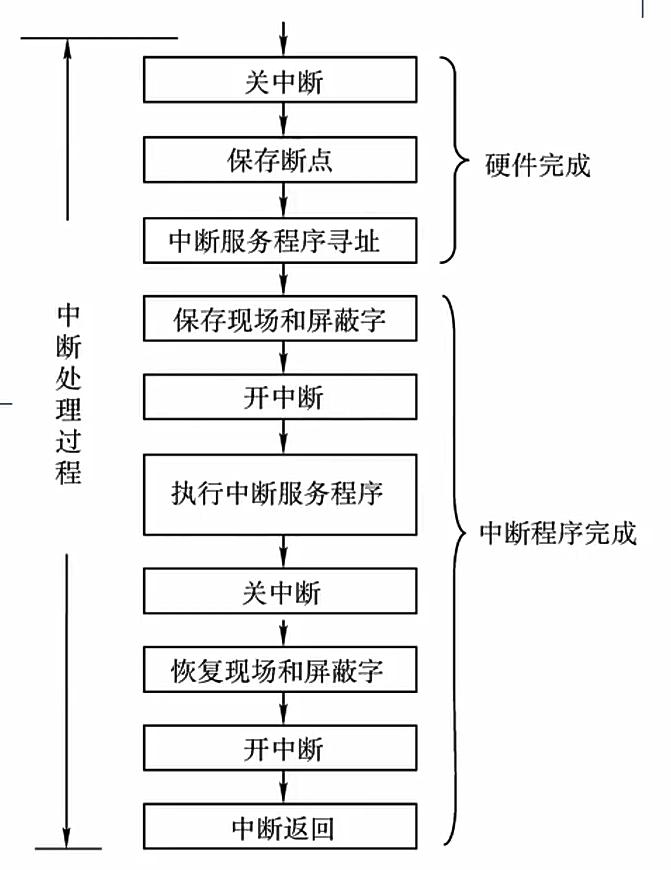 关中断
保存断点
中断服务程序寻址
硬件完成
保存现场和屏蔽字
开中断
执行中断服务程序
关中断
恢复现场和屏蔽字
开中断
中断返回
中断程序完成
中断处理过程